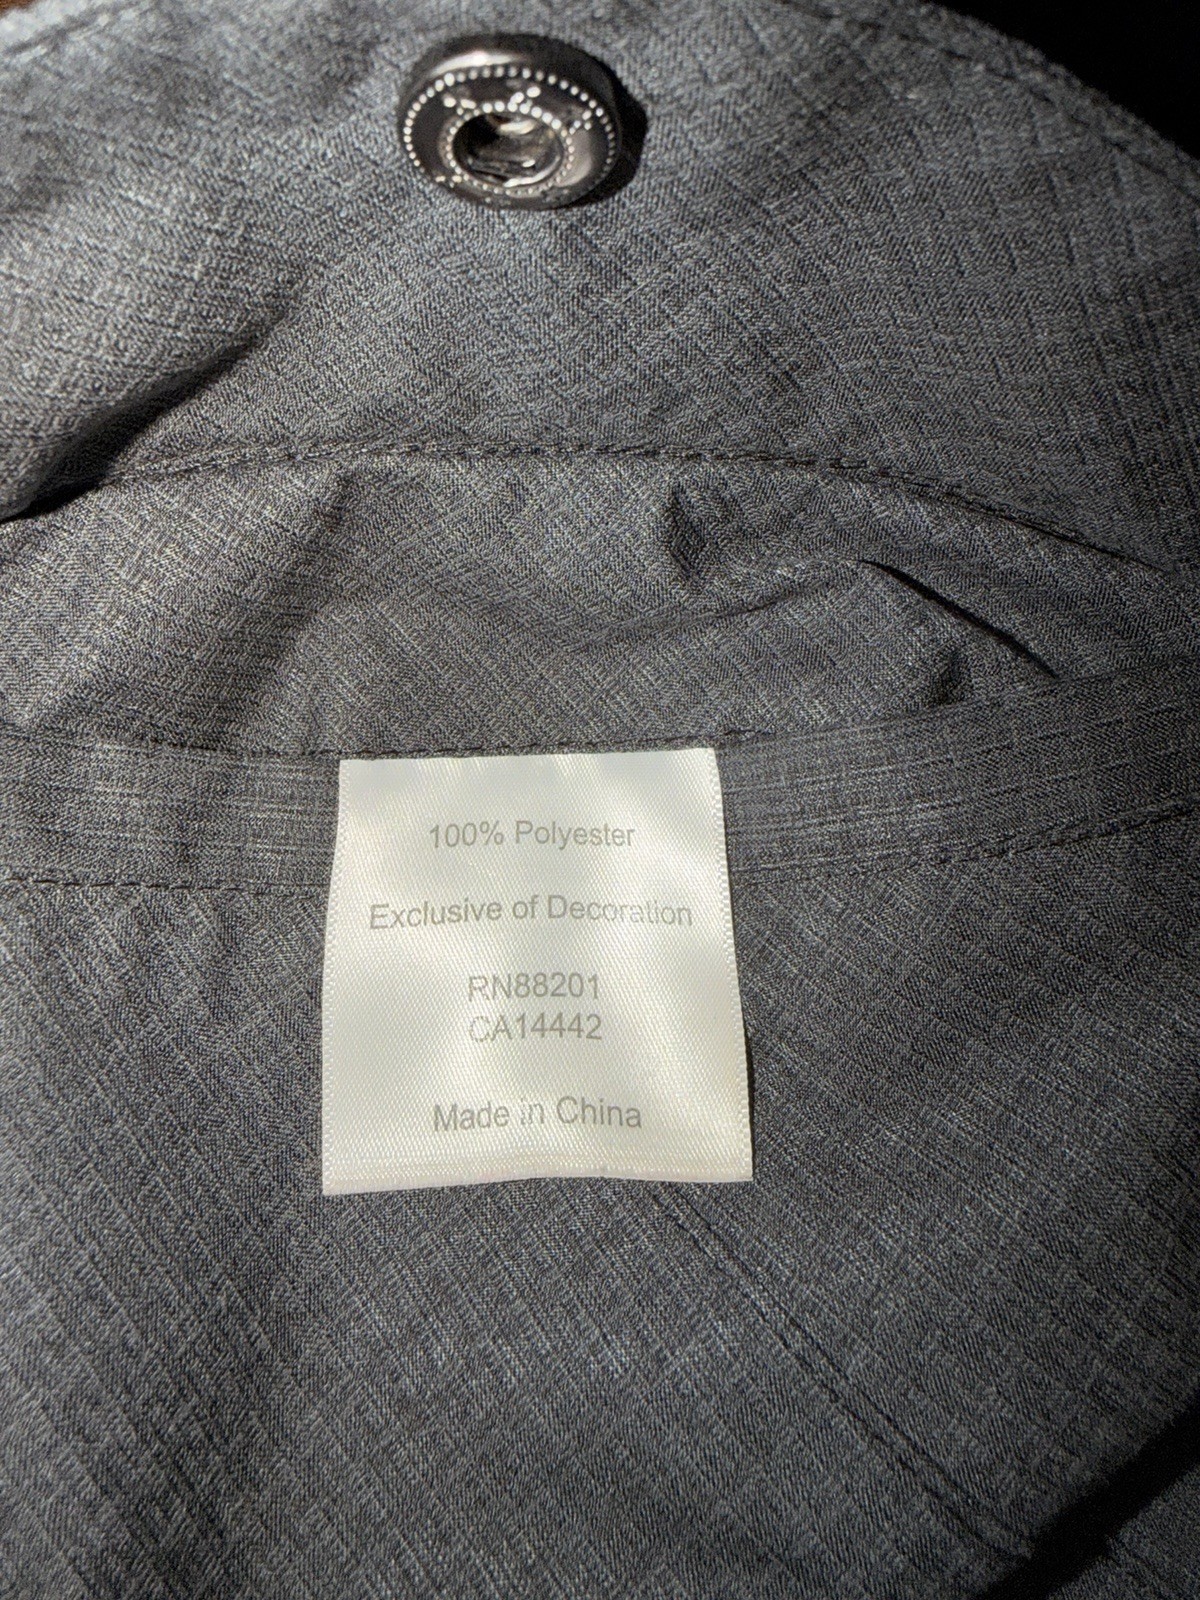 100% Polyester
Exclusive of Decoration
RN88201
CA14442
Made in China